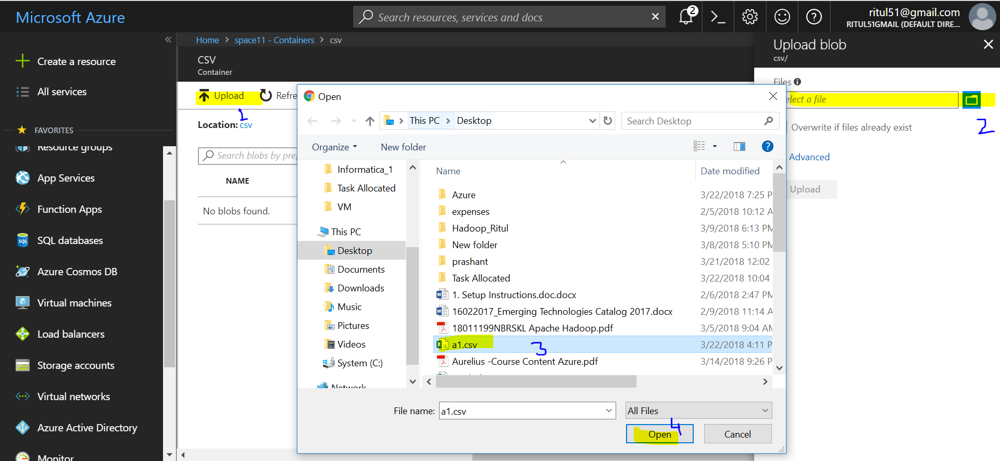 Microsoft Azure
Search resources, services and docs
2
ritul51@gmail.com
RITUL51GMAIL (DEFAULT DIRE...
Create a resource
All services
FAVORITES
Resource groups
App Services
Function Apps
SQL databases
Azure Cosmos DB
Virtual machines
Load balancers
Storage accounts
Virtual networks
Azure Active Directory
Monitor
Home > space11 - Containers > csv
CSV
Container
Upload
Refre
1
Location: csv
Search blobs by pref
NAME
No blobs found.
Open
This PC > Desktop
Search Desktop
Organize
New folder
Informatica_1
Task Allocated
VM
This PC
Desktop
Documents
Downloads
Music
Pictures
Videos
System (C:)
Network
Name Date modified
Azure 3/22/2018 7:25 P
expenses 2/5/2018 10:12 A
Hadoop_Ritul 3/9/2018 6:13 PM
New folder 3/8/2018 5:10 PM
prashant 3/21/2018 12:02
Task Allocated 3/22/2018 10:04
1. Setup Instructions.doc.docx 2/6/2018 2:47 PM
16022017_Emerging Technologies Catalog 2017.docx 2/9/2018 11:14 A
18011199NBRSKL Apache Hadoop.pdf 3/5/2018 9:04 AM
a1.csv 3 3/22/2018 4:11 P
Aurelius -Course Content Azure.pdf 3/14/2018 9:26 P
File name: a1.csv
All Files
4
Open
Cancel
Upload blob
csv/
Files
elect a file
2
Overwrite if files already exist
Advanced
Upload